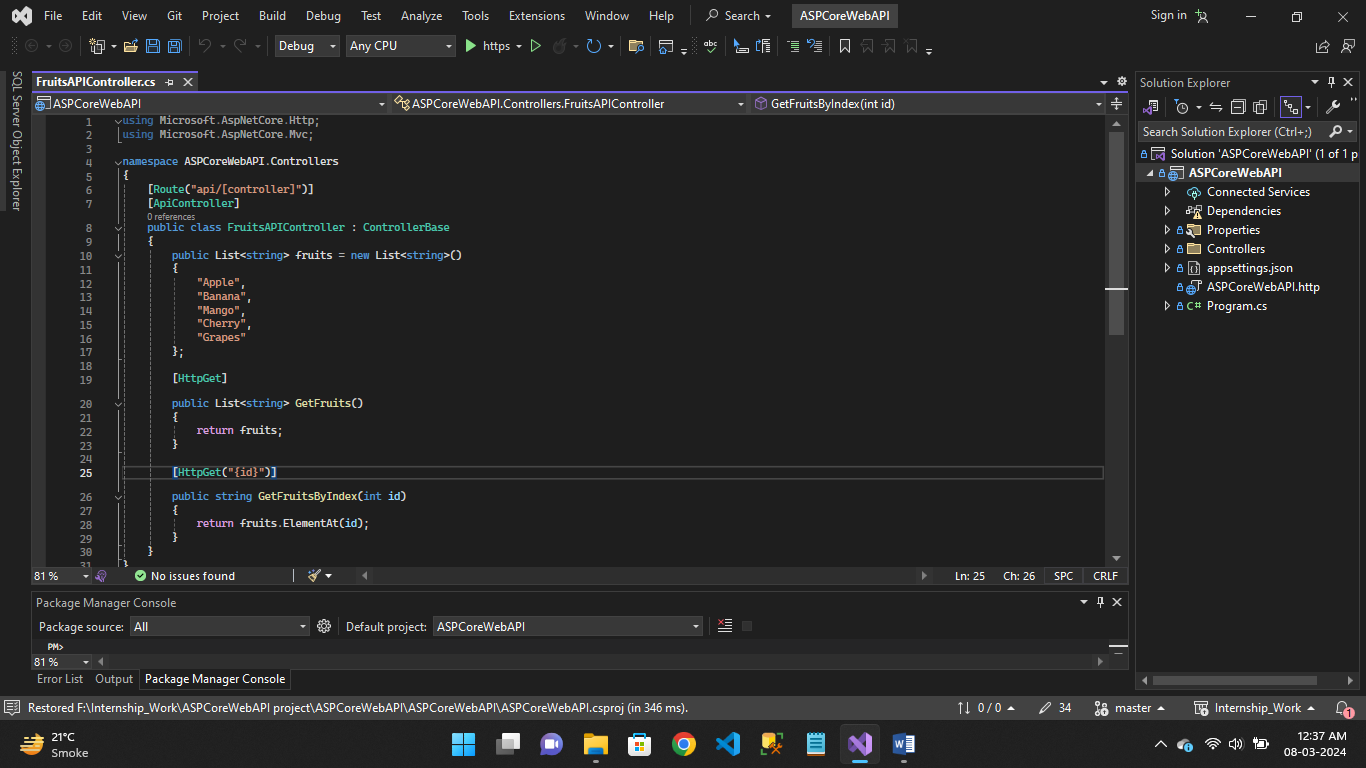 File Edit View Git Project Build Debug Test Analyze Tools Extensions Window Help Search ASPCoreWebAPI Sign in
Debug Any CPU https
SQL Server Object Explorer
FruitsAPIController.cs
ASPCoreWebAPI ASPCoreWebAPI.Controllers.FruitsAPIController GetFruitsByIndex(int id)
1 using Microsoft.AspNetCore.Http;
2 using Microsoft.AspNetCore.Mvc;
3
4 namespace ASPCoreWebAPI.Controllers
5 {
6 [Route("api/[controller]")]
7 [ApiController]
0 references
8 public class FruitsAPIController : ControllerBase
9 {
10 public List<string> fruits = new List<string>()
11 {
12 "Apple",
13 "Banana",
14 "Mango",
15 "Cherry",
16 "Grapes"
17 };
18
19 [HttpGet]
20 public List<string> GetFruits()
21 {
22 return fruits;
23 }
24
25 [HttpGet("{id}")]
26 public string GetFruitsByIndex(int id)
27 {
28 return fruits.ElementAt(id);
29 }
30 }
31 }
81 % No issues found Ln: 25 Ch: 26 SPC CRLF
Package Manager Console
Package source: All Default project: ASPCoreWebAPI
PM>
81 %
Error List Output Package Manager Console
Solution Explorer
Search Solution Explorer (Ctrl+;)
Solution 'ASPCoreWebAPI' (1 of 1 p
ASPCoreWebAPI
Connected Services
Dependencies
Properties
Controllers
appsettings.json
ASPCoreWebAPI.http
C# Program.cs
Restored F:\Internship_Work\ASPCoreWebAPI project\ASPCoreWebAPI\ASPCoreWebAPI\ASPCoreWebAPI.csproj (in 346 ms). 0 / 0 34 master Internship_Work 1
21°C
Smoke
12:37 AM
08-03-2024